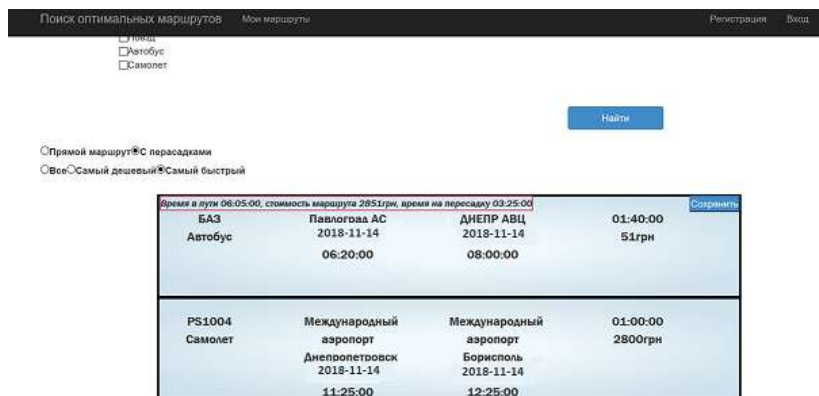 Поиск оптимальных маршрутов Мои маршруты Регистрация Вход
Поезд
Автобус
Самолет
Найти
Прямой маршрут С перасадками
Все Самый дешевый Самый быстрый
Время в пути 06:05:00, стоимость маршрута 2851грн, время на пересадку 03:25:00 Сохранить
БАЗ Павлоград АС ДНЕПР АВЦ 01:40:00
Автобус 2018-11-14 2018-11-14 51грн
06:20:00 08:00:00
PS1004 Международный Международный 01:00:00
Самолет аэропорт аэропорт 2800грн
Днепропетровск Борисполь
2018-11-14 2018-11-14
11:25:00 12:25:00